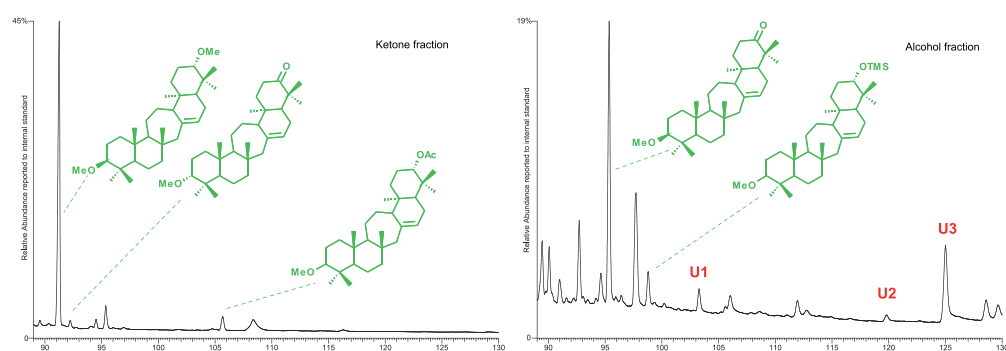 45%
Ketone fraction
OMe
O
MeO
MeO
OAc
MeO
Relative Abundance reported to internal standard
0
90 95 100 105 110 115 120 125 130
19%
Alcohol fraction
O
OTMS
MeO
MeO
U1
U2
U3
Relative Abundance reported to internal standard
0
90 95 100 105 110 115 120 125 130